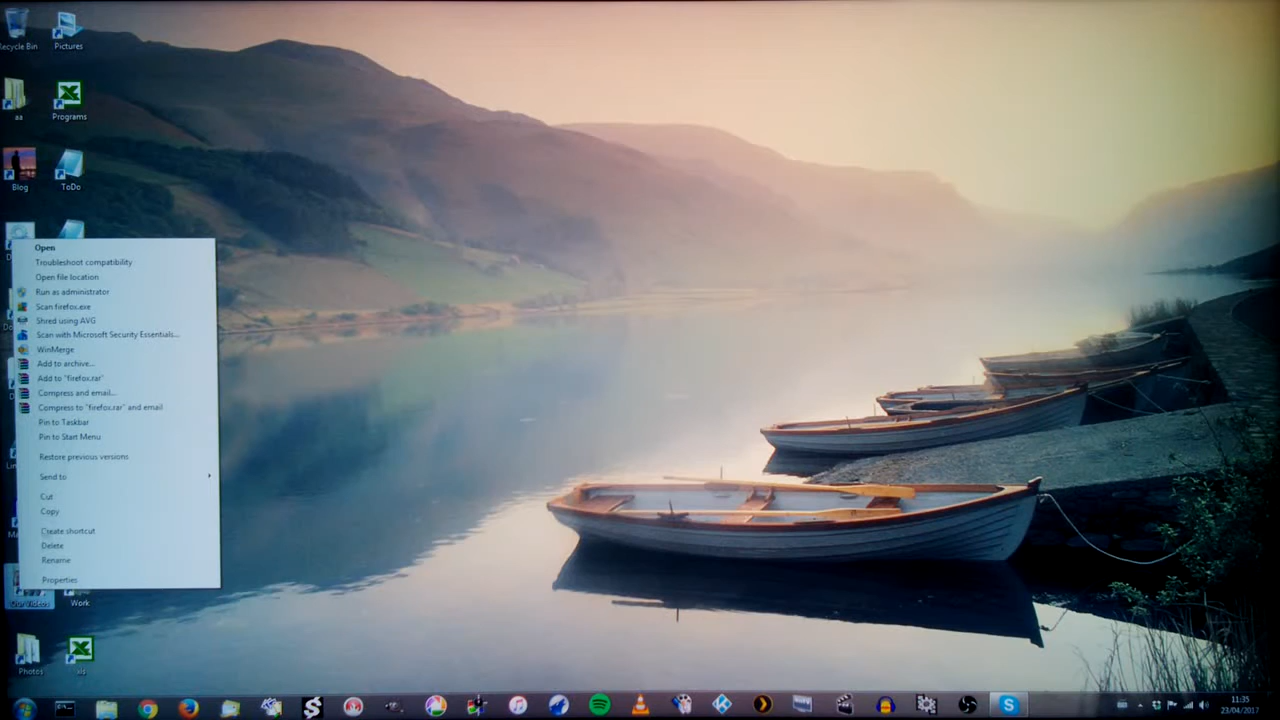 Recycle Bin
Pictures
aa
Programs
Blog
ToDo
Open
Troubleshoot compatibility
Open file location
Run as administrator
Scan firefox.exe
Shred using AVG
Scan with Microsoft Security Essentials...
WinMerge
Add to archive...
Add to "firefox.rar"
Compress and email...
Compress to "firefox.rar" and email
Pin to Taskbar
Pin to Start Menu
Restore previous versions
Send to
Cut
Copy
Create shortcut
Delete
Rename
Properties
Work
Photos
xls
11:35
23/04/2017